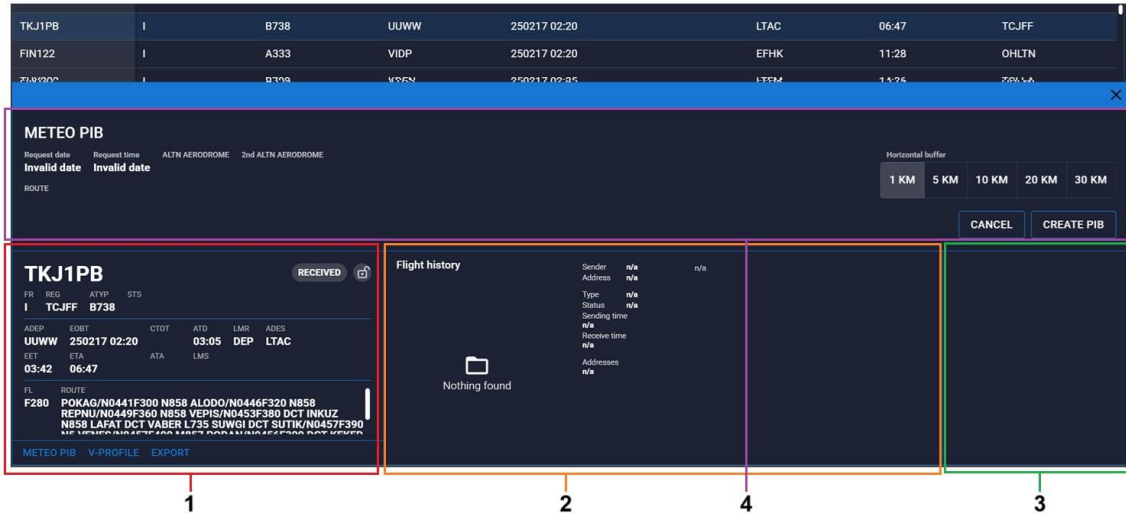 TKJ1PB I B738 UUWW 250217 02:20 LTAC 06:47 TCJFF
FIN122 I A333 VIDP 250217 02:20 EFHK 11:28 OHLTN
METEO PIB
Request date Request time ALTN AERODROME 2nd ALTN AERODROME
Invalid date Invalid date
ROUTE
Horizontal buffer
1 KM 5 KM 10 KM 20 KM 30 KM
CANCEL CREATE PIB
TKJ1PB RECEIVED
FR REG ATYP STS
I TCJFF B738
ADEP EOBT CTOT ATD LMR ADES
UUWW 250217 02:20 03:05 DEP LTAC
EET ETA ATA LMS
03:42 06:47
FL ROUTE
F280 POKAG/N0441F300 N858 ALODO/N0446F320 N858
REPNU/N0449F360 N858 VEPIS/N0453F380 DCT INKUZ
N858 LAFAT DCT VABER L735 SUWGI DCT SUTIK/N0457F390
METEO PIB V-PROFILE EXPORT
Flight history
Nothing found
Sender n/a n/a
Address n/a
Type n/a
Status n/a
Sending time
n/a
Receive time
n/a
Addresses
n/a
1 2 4 3